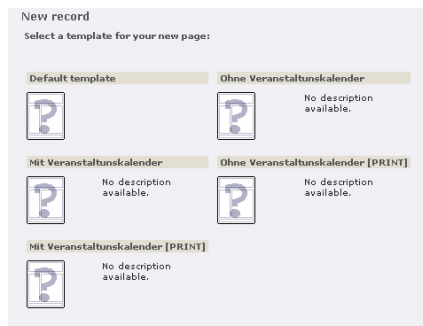 New record
Select a template for your new page:
Default template
Ohne Veranstaltunskalender
No description
available.
Mit Veranstaltunskalender
Ohne Veranstaltunskalender [PRINT]
No description
available.
No description
available.
Mit Veranstaltunskalender [PRINT]
No description
available.